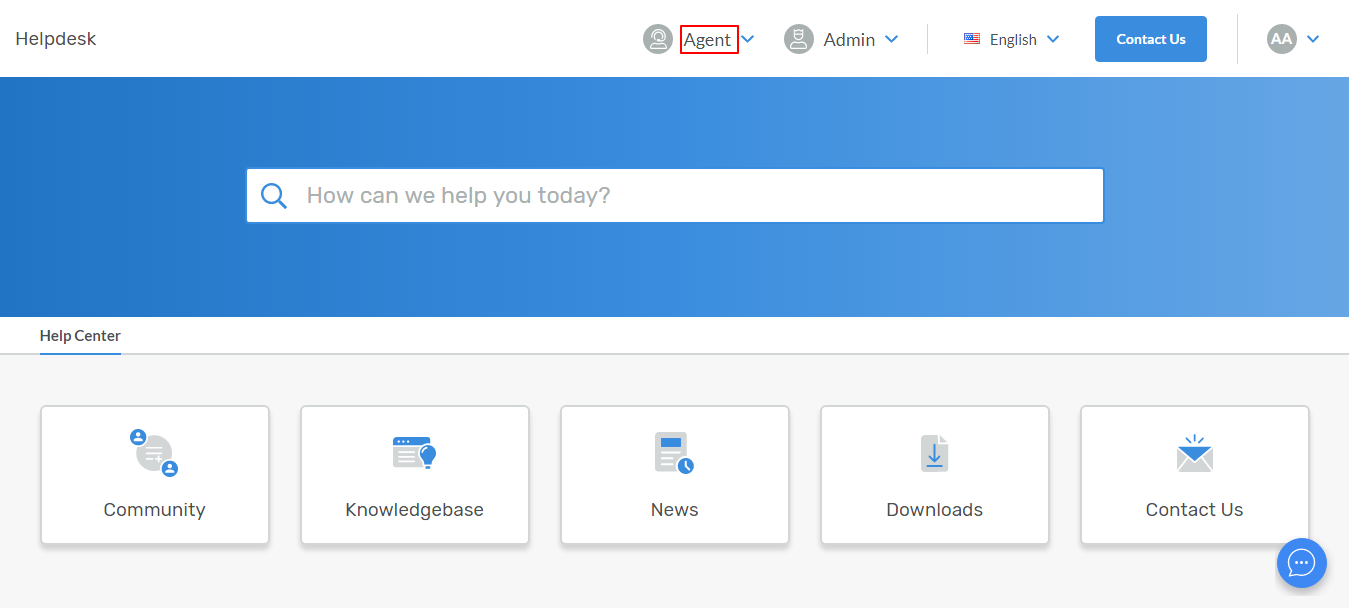 Helpdesk
Agent
Admin
English
Contact Us
AA
How can we help you today?
Help Center
Community
Knowledgebase
News
Downloads
Contact Us